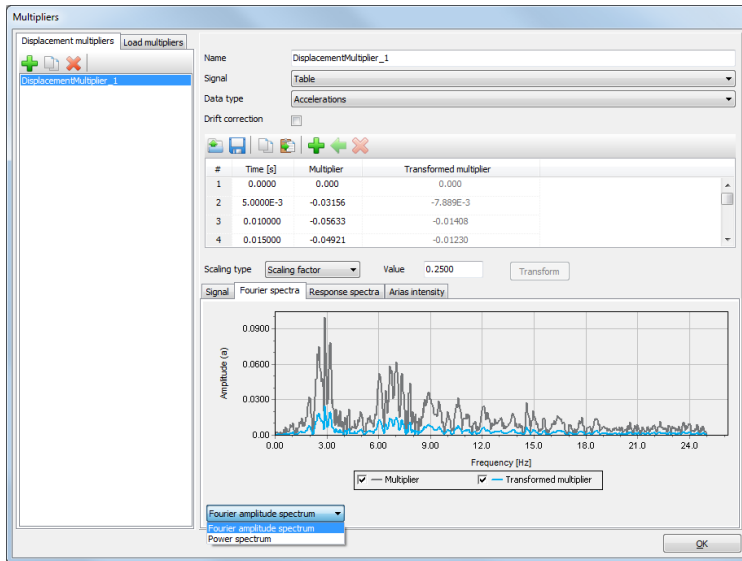 Multipliers
Displacement multipliers Load multipliers
DisplacementMultiplier_1
Name DisplacementMultiplier_1
Signal Table
Data type Accelerations
Drift correction
# Time [s] Multiplier Transformed multiplier
1 0.0000 0.000 0.000
2 5.0000E-3 -0.03156 -7.889E-3
3 0.010000 -0.05633 -0.01408
4 0.015000 -0.04921 -0.01230
Scaling type Scaling factor Value 0.2500 Transform
Signal Fourier spectra Response spectra Arias intensity
Amplitude (a)
0.0900
0.0600
0.0300
0.00
0.00 3.00 6.00 9.00 12.0 15.0 18.0 21.0 24.0
Frequency [Hz]
Multiplier Transformed multiplier
Fourier amplitude spectrum
Fourier amplitude spectrum
Power spectrum
OK